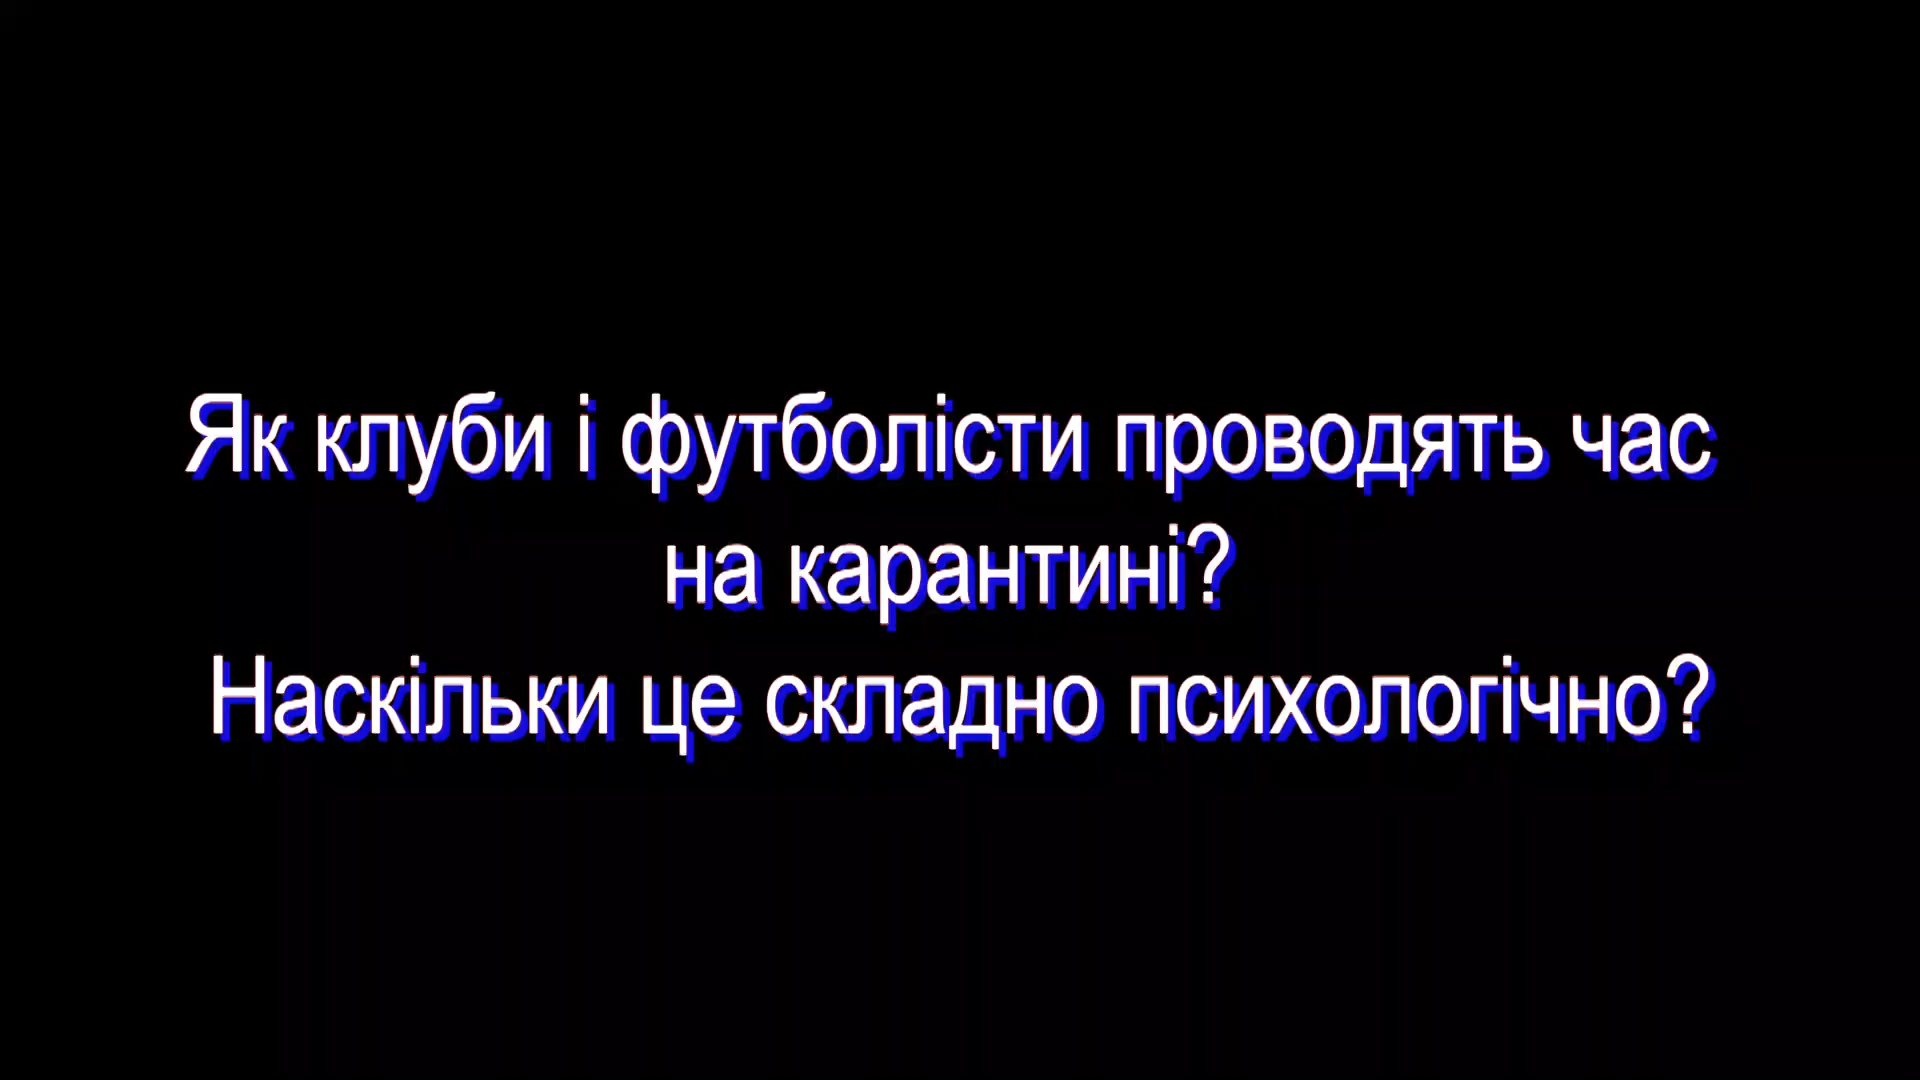 Як клуби і футболісти проводять час
на карантині?
Наскільки це складно психологічно?